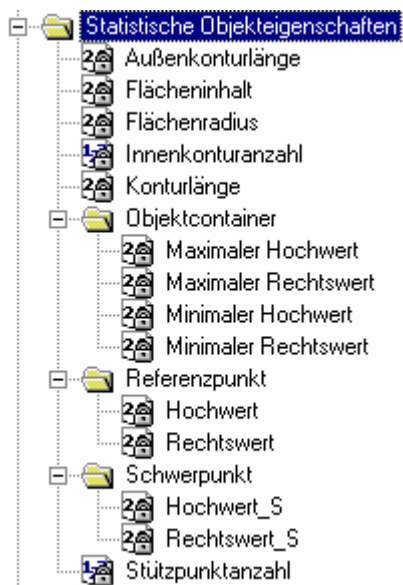 Statistische Objekteigenschaften
Außenkonturlänge
Flächeninhalt
Flächenradius
Innenkonturanzahl
Konturlänge
Objektcontainer
Maximaler Hochwert
Maximaler Rechtswert
Minimaler Hochwert
Minimaler Rechtswert
Referenzpunkt
Hochwert
Rechtswert
Schwerpunkt
Hochwert_S
Rechtswert_S
Stützpunktanzahl